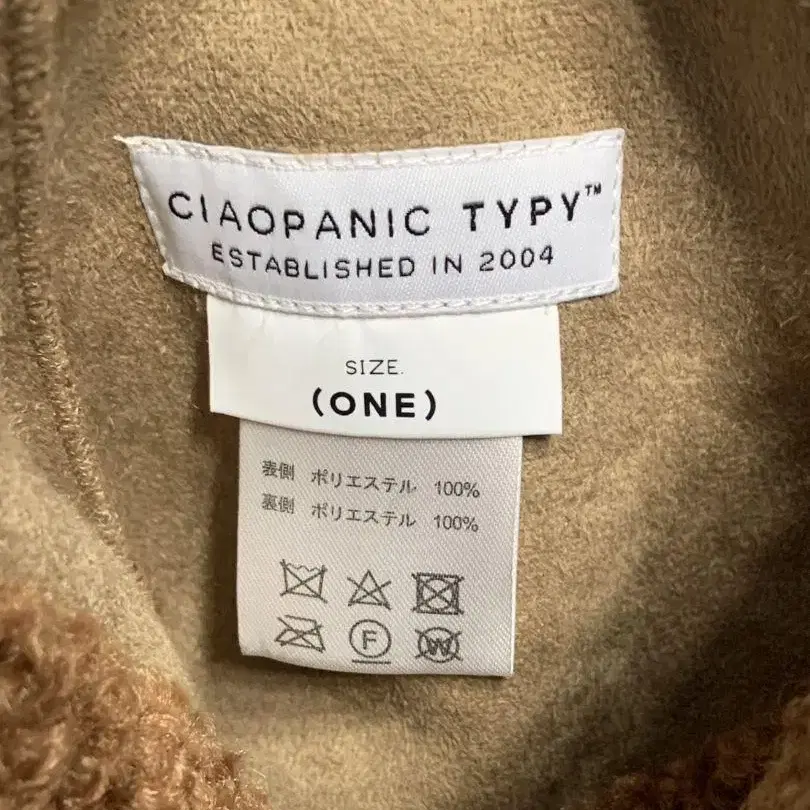 CIAOPANIC TYPY™
ESTABLISHED IN 2004
SIZE.
(ONE)
表側 ポリエステル 100%
裏側 ポリエステル 100%
F W